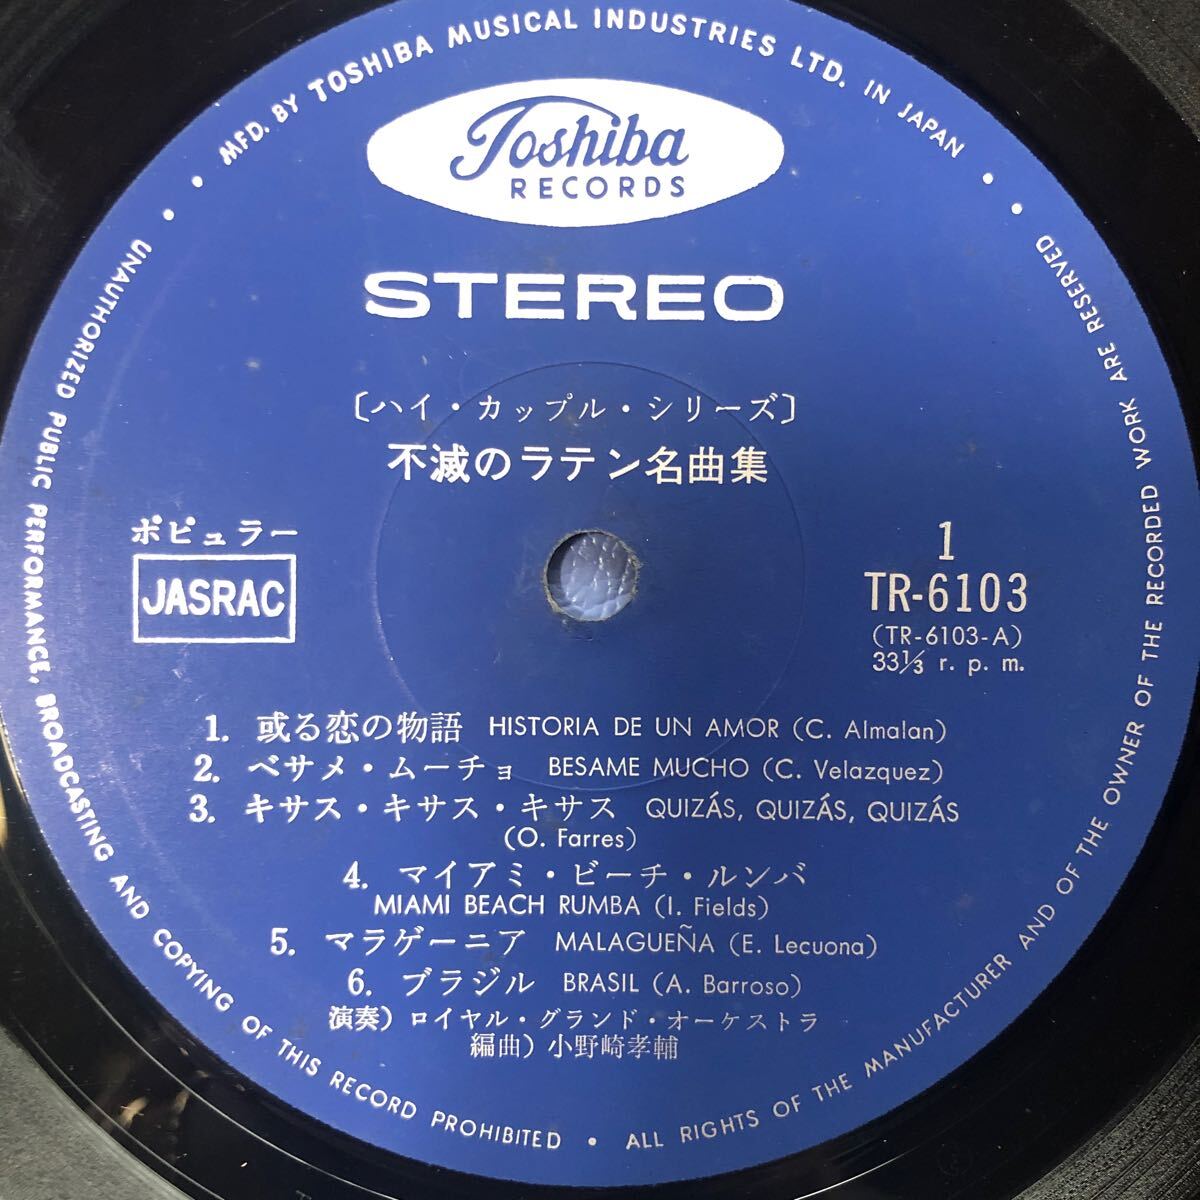 MFD. BY TOSHIBA MUSICAL INDUSTRIES LTD. IN JAPAN
Toshiba
RECORDS
STEREO
〔ハイ・カップル・シリーズ〕
不滅のラテン名曲集
ポピュラー
JASRAC
1
TR-6103
(TR-6103-A)
33⅓ r. p. m.
1. 或る恋の物語 HISTORIA DE UN AMOR (C. Almalan)
2. ベサメ・ムーチョ BESAME MUCHO (C. Velazquez)
3. キサス・キサス・キサス QUIZÁS, QUIZÁS, QUIZÁS
(O. Farres)
4. マイアミ・ビーチ・ルンバ
MIAMI BEACH RUMBA (I. Fields)
5. マラゲーニア MALAGUEÑA (E. Lecuona)
6. ブラジル BRASIL (A. Barroso)
演奏) ロイヤル・グランド・オーケストラ
編曲) 小野崎孝輔
UNAUTHORIZED PUBLIC PERFORMANCE, BROADCASTING AND COPYING OF THIS RECORD PROHIBITED • ALL RIGHTS OF THE MANUFACTURER AND OF THE OWNER OF THE RECORDED WORK ARE RESERVED